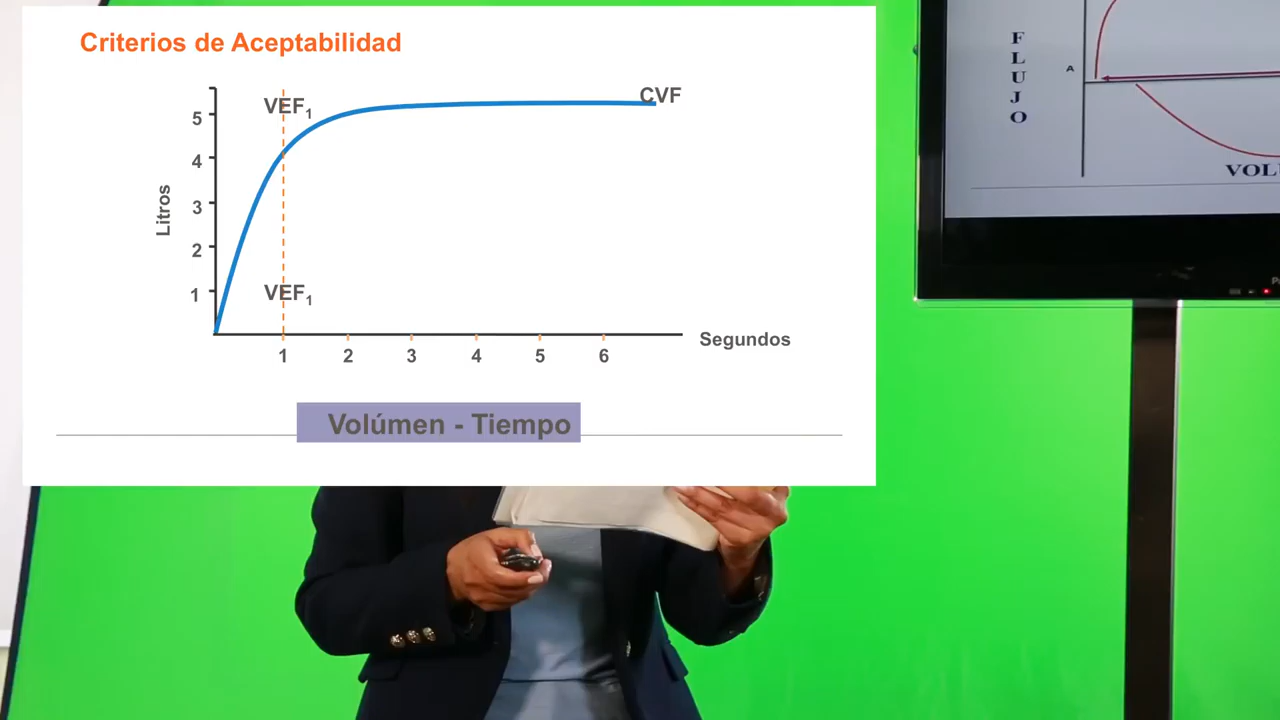 Criterios de Aceptabilidad
VEF1
CVF
5
4
3
2
1
Litros
VEF1
Segundos
1 2 3 4 5 6
Volúmen - Tiempo
FLUJO
A